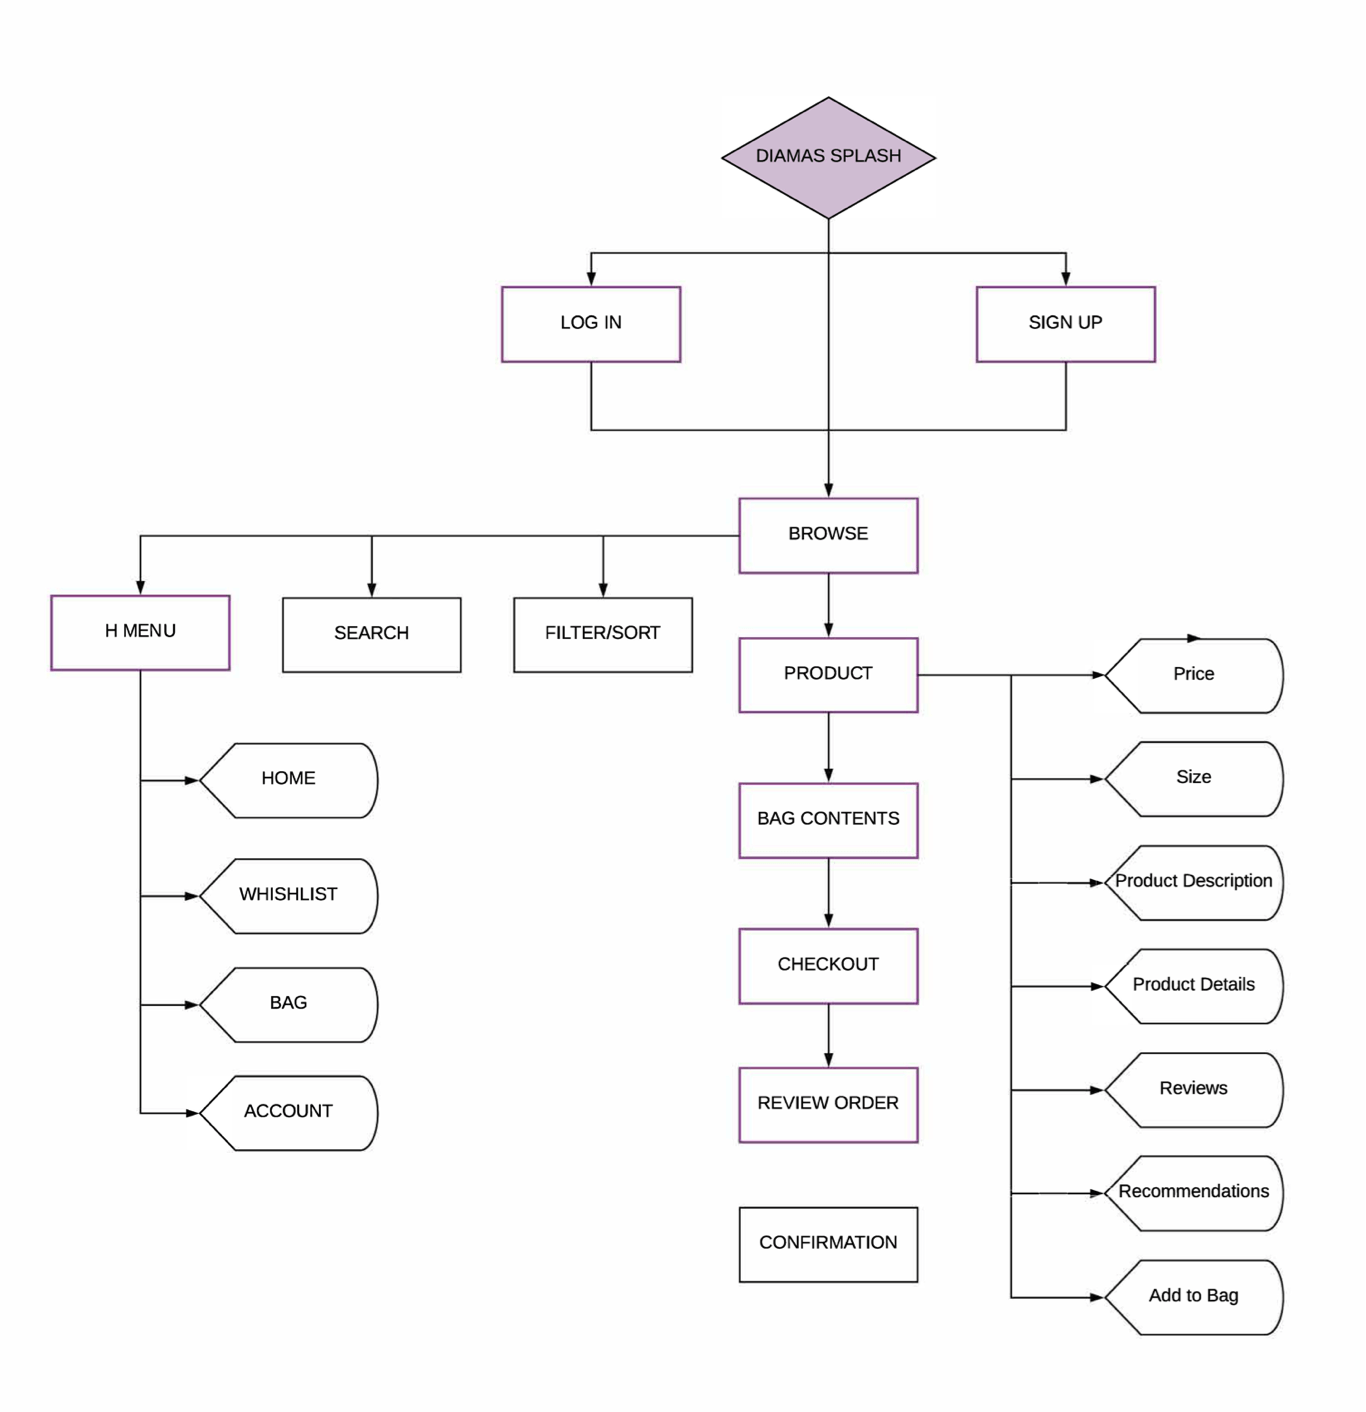 DIAMAS SPLASH
LOG IN
SIGN UP
BROWSE
H MENU
SEARCH
FILTER/SORT
PRODUCT
Price
HOME
Size
BAG CONTENTS
WHISHLIST
Product Description
CHECKOUT
Product Details
BAG
REVIEW ORDER
Reviews
ACCOUNT
Recommendations
CONFIRMATION
Add to Bag